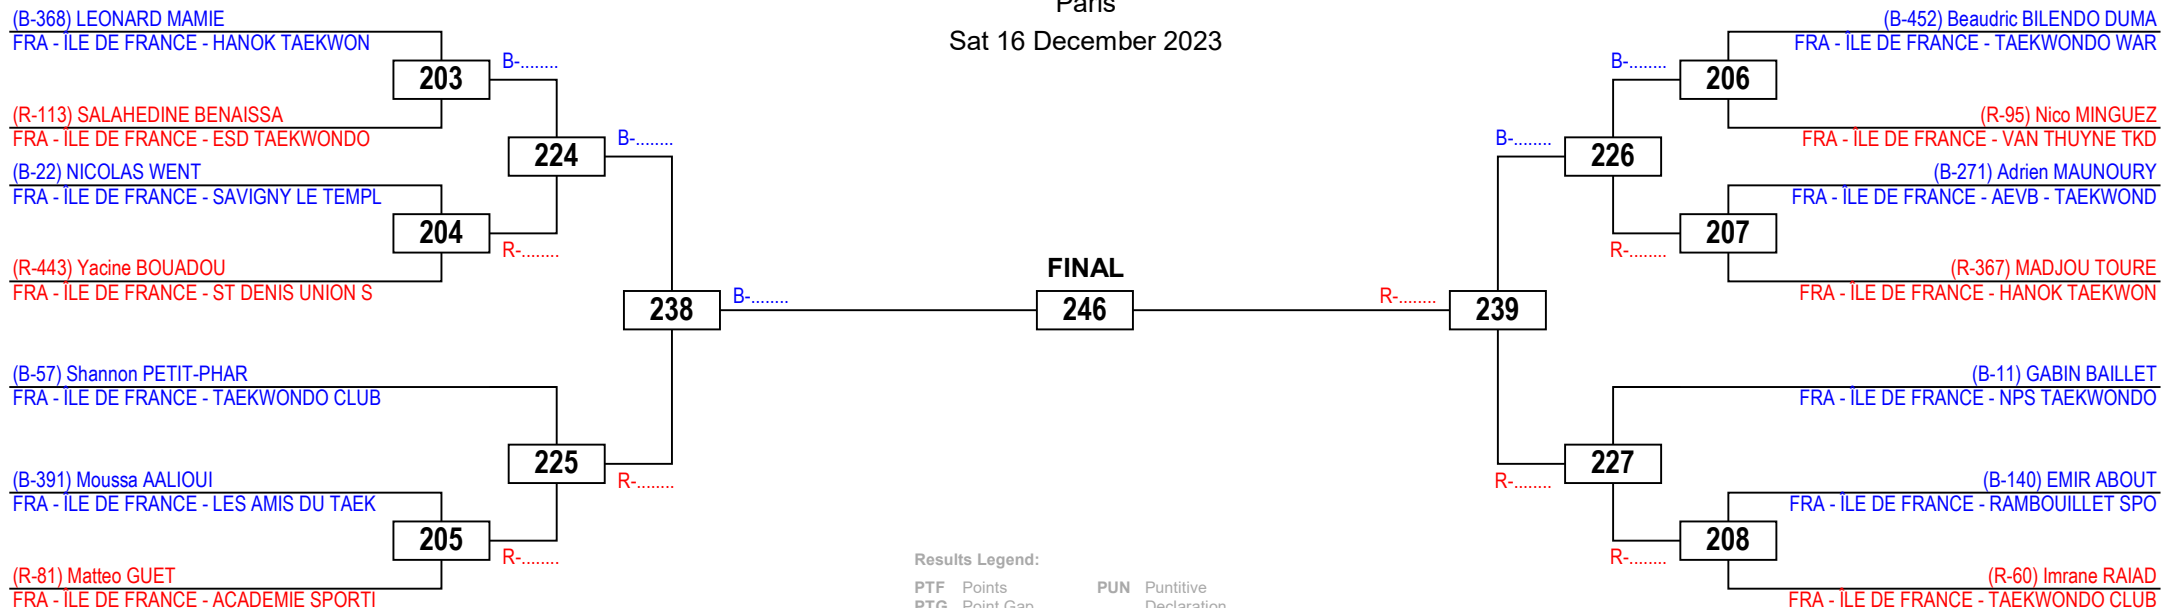 Paris
Sat 16 December 2023
(B-368) LEONARD MAMIE
FRA - ÎLE DE FRANCE - HANOK TAEKWON
203
B-........
(R-113) SALAHEDINE BENAISSA
FRA - ÎLE DE FRANCE - ESD TAEKWONDO
224
B-........
(B-22) NICOLAS WENT
FRA - ÎLE DE FRANCE - SAVIGNY LE TEMPL
204
R-........
(R-443) Yacine BOUADOU
FRA - ÎLE DE FRANCE - ST DENIS UNION S
238
B-........
(B-57) Shannon PETIT-PHAR
FRA - ÎLE DE FRANCE - TAEKWONDO CLUB
225
R-........
(B-391) Moussa AALIOUI
FRA - ÎLE DE FRANCE - LES AMIS DU TAEK
205
R-........
(R-81) Matteo GUET
FRA - ÎLE DE FRANCE - ACADEMIE SPORTI
FINAL
246
(B-452) Beaudric BILENDO DUMA
FRA - ÎLE DE FRANCE - TAEKWONDO WAR
B-........
206
(R-95) Nico MINGUEZ
FRA - ÎLE DE FRANCE - VAN THUYNE TKD
B-........
226
(B-271) Adrien MAUNOURY
FRA - ÎLE DE FRANCE - AEVB - TAEKWOND
207
R-........
(R-367) MADJOU TOURE
FRA - ÎLE DE FRANCE - HANOK TAEKWON
R-........
239
(B-11) GABIN BAILLET
FRA - ÎLE DE FRANCE - NPS TAEKWONDO
227
R-........
(B-140) EMIR ABOUT
FRA - ÎLE DE FRANCE - RAMBOUILLET SPO
208
R-........
(R-60) Imrane RAIAD
FRA - ÎLE DE FRANCE - TAEKWONDO CLUB
Results Legend:
PTF Points PUN Puntitive
PTG Point Gap Declaration